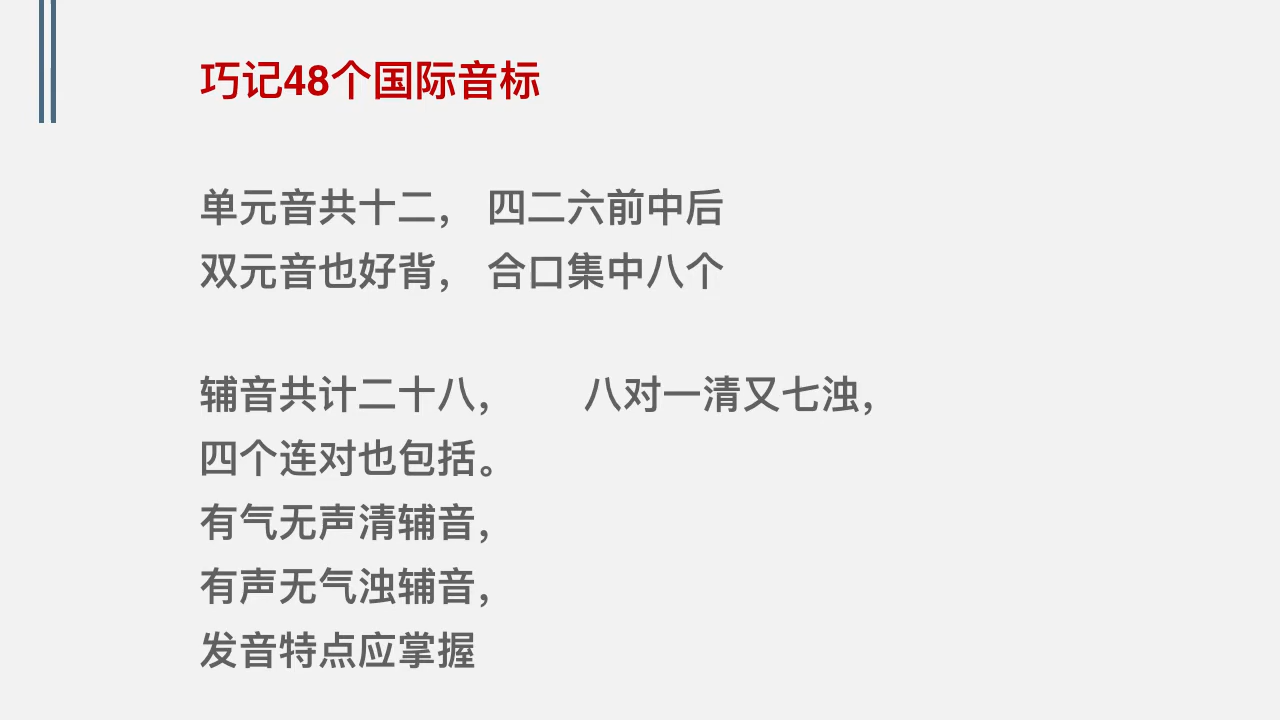 巧记48个国际音标
单元音共十二， 四二六前中后
双元音也好背， 合口集中八个
辅音共计二十八， 八对一清又七浊，
四个连对也包括。
有气无声清辅音，
有声无气浊辅音，
发音特点应掌握